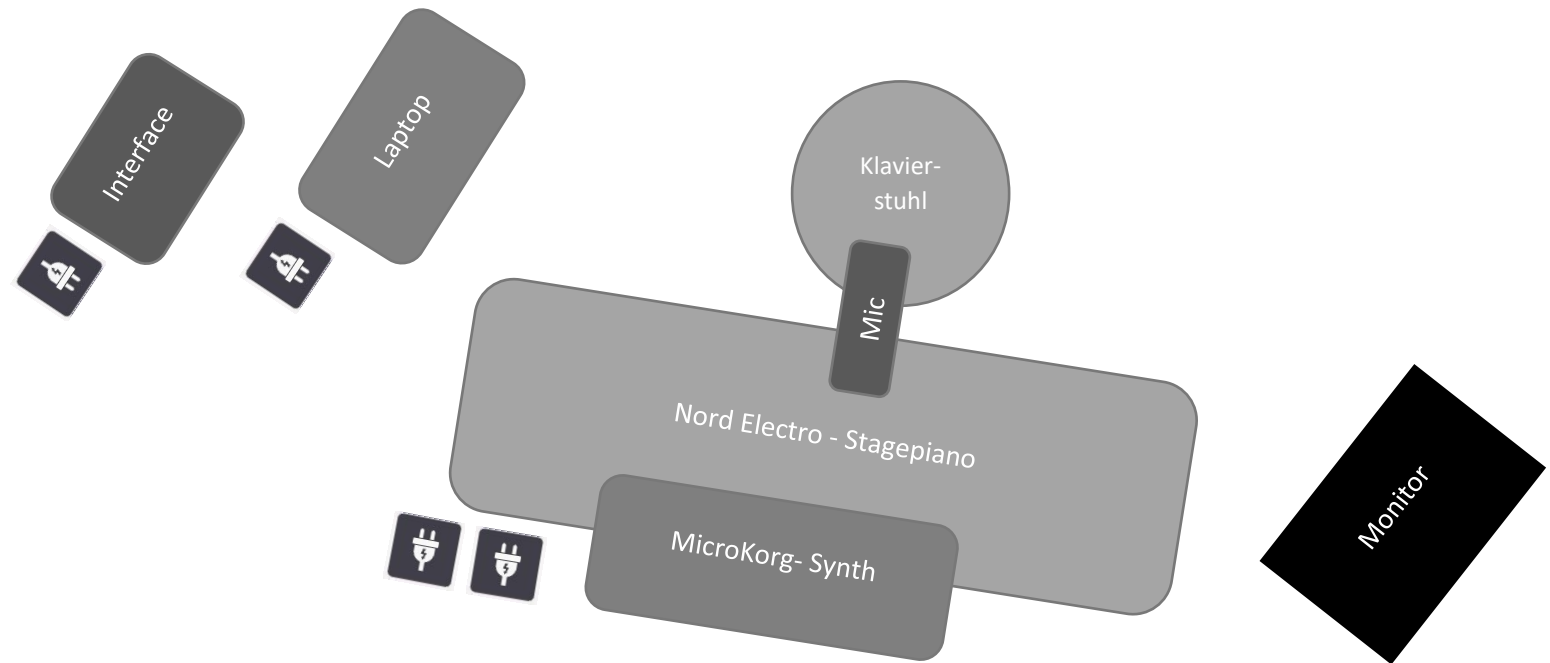 Interface
Laptop
Klavier-
stuhl
Mic
Nord Electro - Stagepiano
MicroKorg- Synth
Monitor